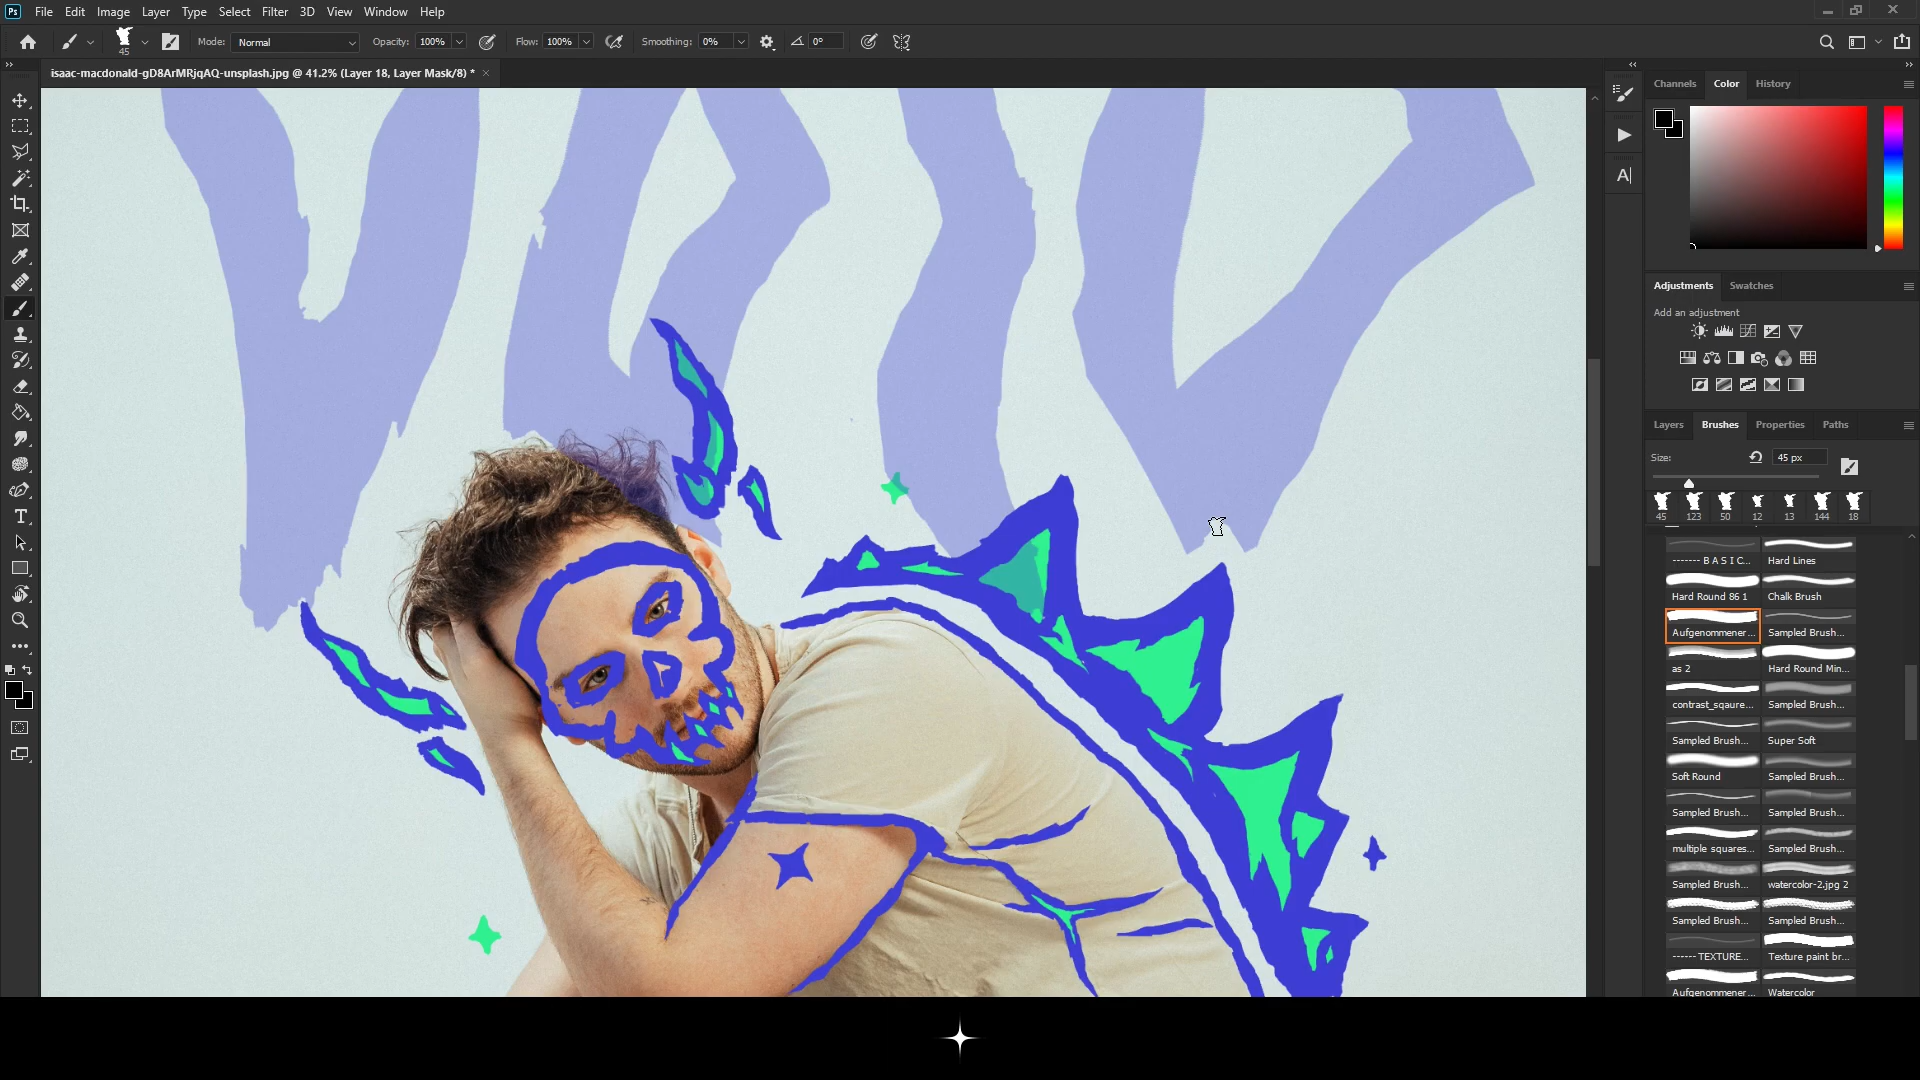 Ps File Edit Image Layer Type Select Filter 3D View Window Help
45 Mode: Normal Opacity: 100% Flow: 100% Smoothing: 0% 0°
isaac-macdonald-gD8ArMRjqAQ-unsplash.jpg @ 41.2% (Layer 18, Layer Mask/8) *
Channels Color History
Adjustments Swatches
Add an adjustment
Layers Brushes Properties Paths
Size: 45 px
45 123 50 12 13 144 18
------- B A S I C... Hard Lines
Hard Round 86 1 Chalk Brush
Aufgenommener... Sampled Brush...
as 2 Hard Round Min...
contrast_sqaure... Sampled Brush...
Sampled Brush... Super Soft
Soft Round Sampled Brush...
Sampled Brush... Sampled Brush...
multiple squares... Sampled Brush...
Sampled Brush... watercolor-2.jpg 2
Sampled Brush... Sampled Brush...
------ TEXTURE... Texture paint br...
Aufgenommener... Watercolor